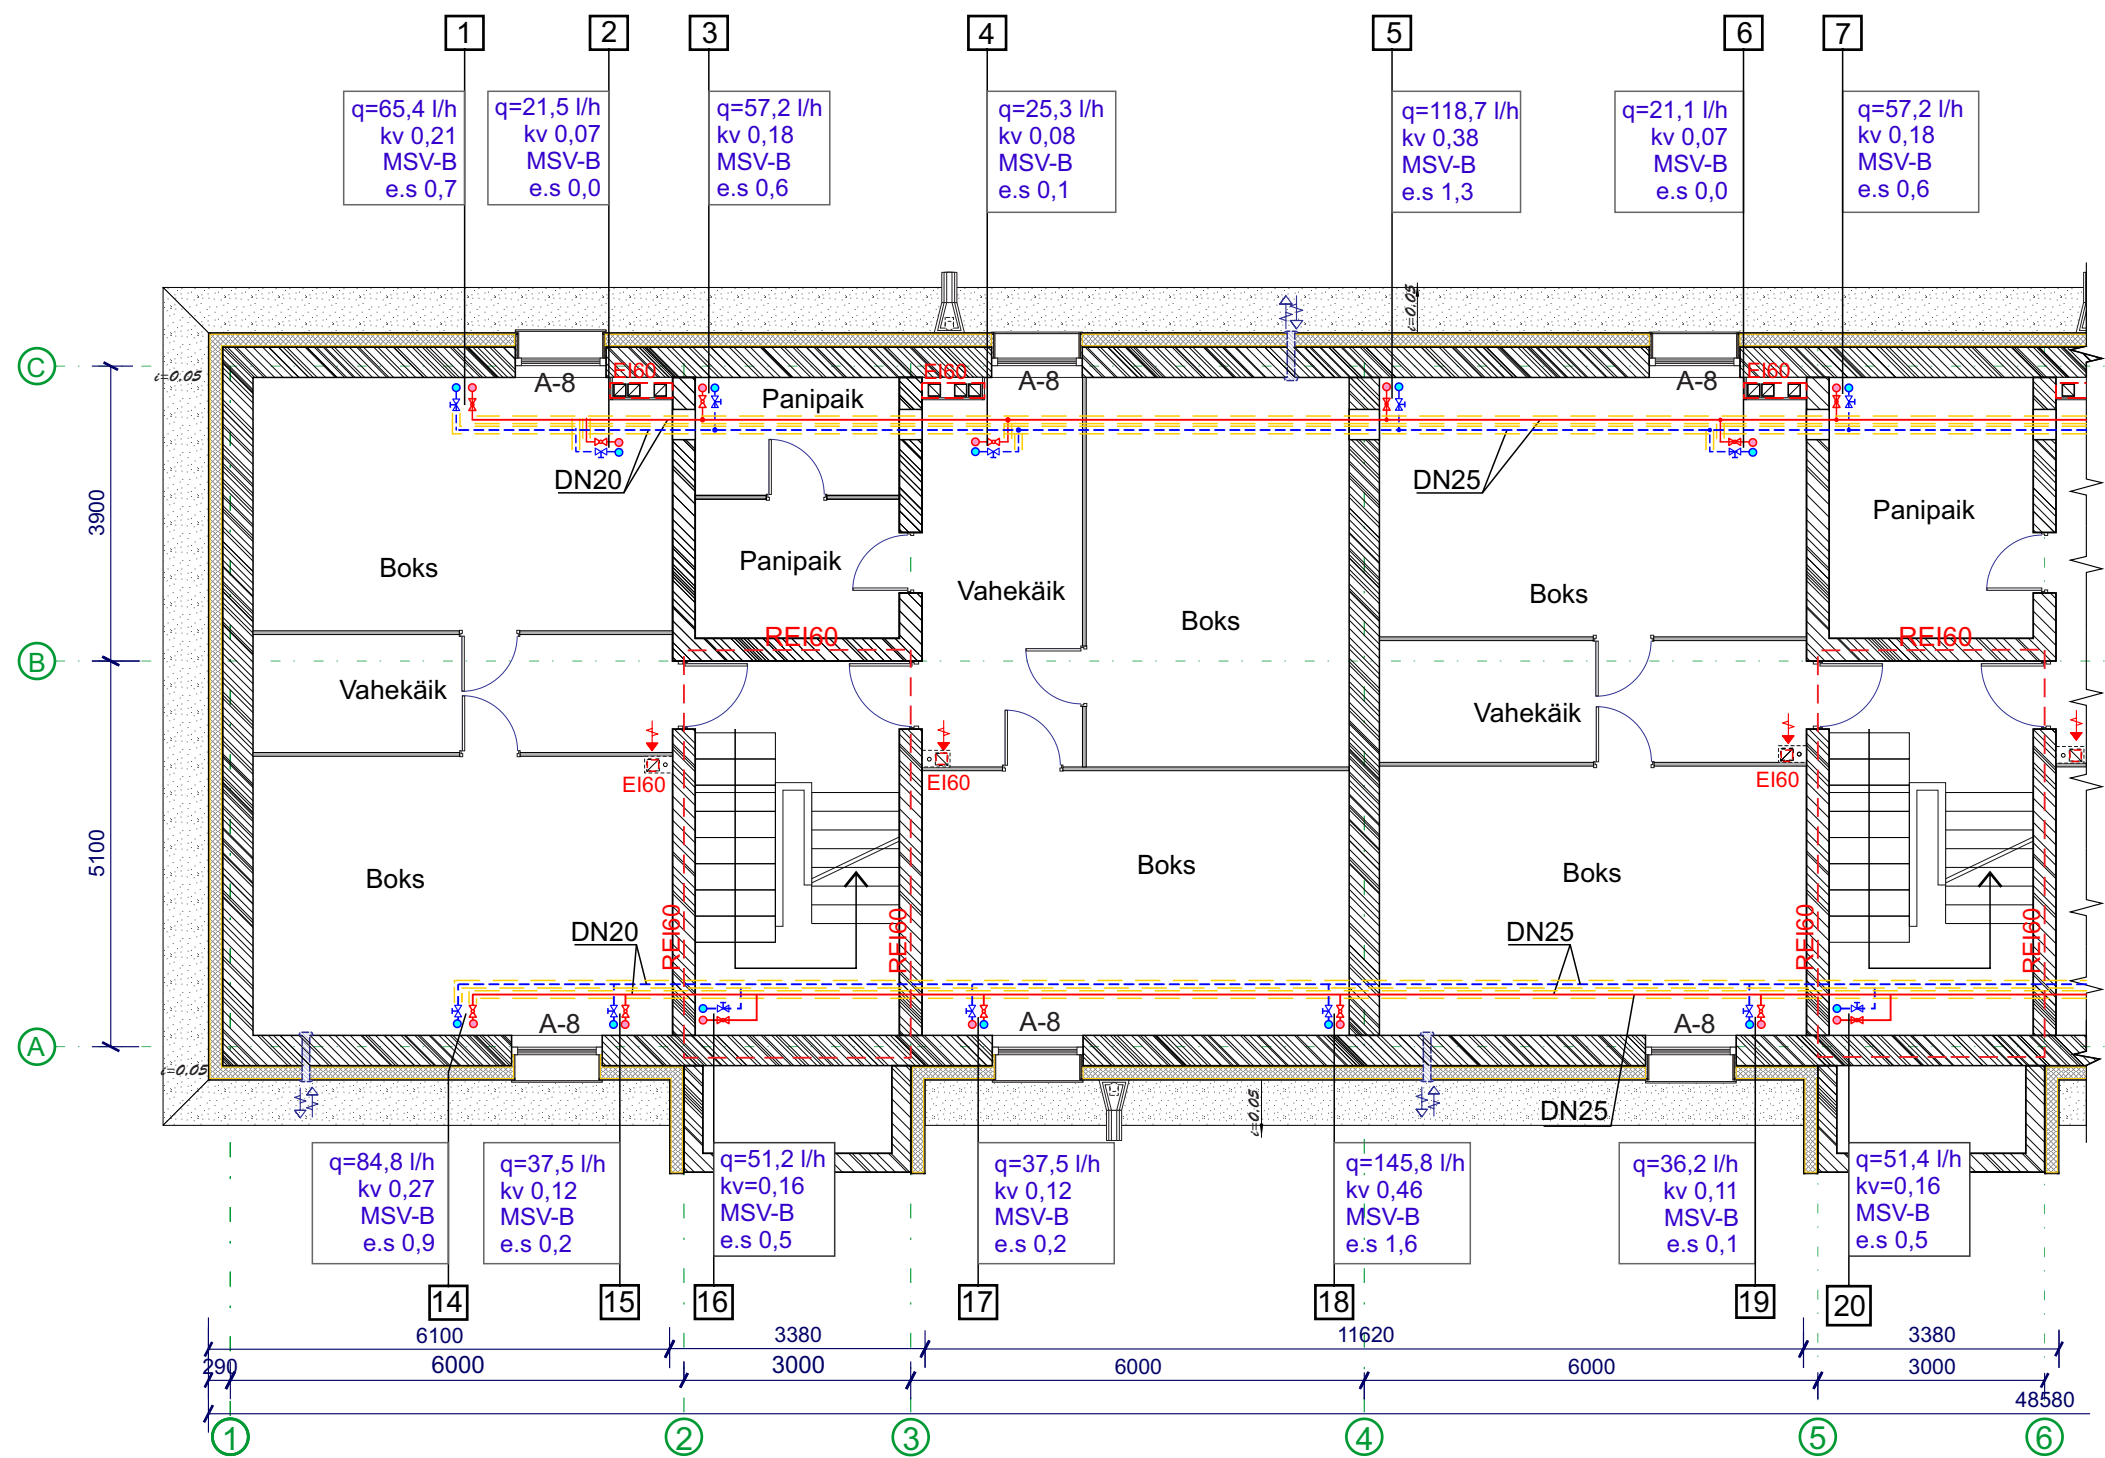 1
2
3
4
5
6
7
q=65,4 l/h
kv 0,21
MSV-B
e.s 0,7
q=21,5 l/h
kv 0,07
MSV-B
e.s 0,0
q=57,2 l/h
kv 0,18
MSV-B
e.s 0,6
q=25,3 l/h
kv 0,08
MSV-B
e.s 0,1
q=118,7 l/h
kv 0,38
MSV-B
e.s 1,3
q=21,1 l/h
kv 0,07
MSV-B
e.s 0,0
q=57,2 l/h
kv 0,18
MSV-B
e.s 0,6
i=0.05
C
i=0.05
A-8
EI60
Panipaik
EI60
A-8
A-8
EI60
DN20
DN25
3900
Boks
Panipaik
Vahekäik
Boks
Boks
Panipaik
REI60
REI60
B
Vahekäik
Vahekäik
EI60
EI60
EI60
5100
Boks
Boks
Boks
DN20
REI60
REI60
DN25
REI60
REI60
A-8
A-8
A-8
A
i=0.05
i=0.05
DN25
q=84,8 l/h
kv 0,27
MSV-B
e.s 0,9
q=37,5 l/h
kv 0,12
MSV-B
e.s 0,2
q=51,2 l/h
kv=0,16
MSV-B
e.s 0,5
q=37,5 l/h
kv 0,12
MSV-B
e.s 0,2
q=145,8 l/h
kv 0,46
MSV-B
e.s 1,6
q=36,2 l/h
kv 0,11
MSV-B
e.s 0,1
q=51,4 l/h
kv=0,16
MSV-B
e.s 0,5
14
15
16
17
18
19
20
6100
3380
11620
3380
290
6000
3000
6000
6000
3000
48580
1
2
3
4
5
6